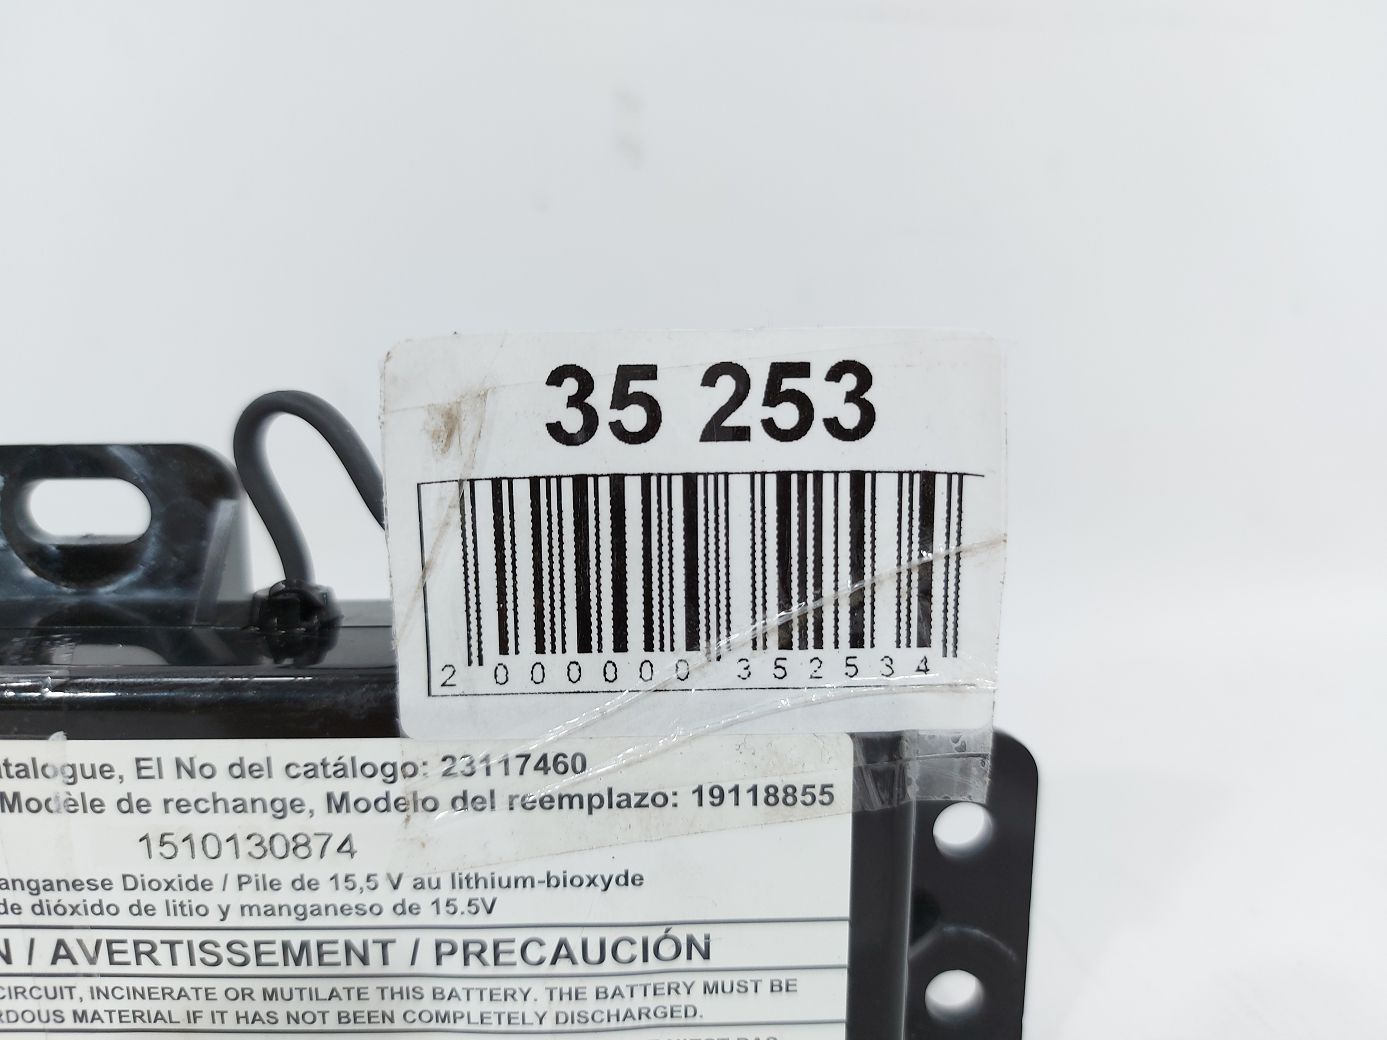 35 253
2 000000 352534
atalogue, El No del catálogo: 23117460
Modèle de rechange, Modelo del reemplazo: 19118855
1510130874
anganese Dioxide / Pile de 15,5 V au lithium-bioxyde
de dióxido de litio y manganeso de 15.5V
N / AVERTISSEMENT / PRECAUCIÓN
CIRCUIT, INCINERATE OR MUTILATE THIS BATTERY. THE BATTERY MUST BE
RDOUS MATERIAL IF IT HAS NOT BEEN COMPLETELY DISCHARGED.